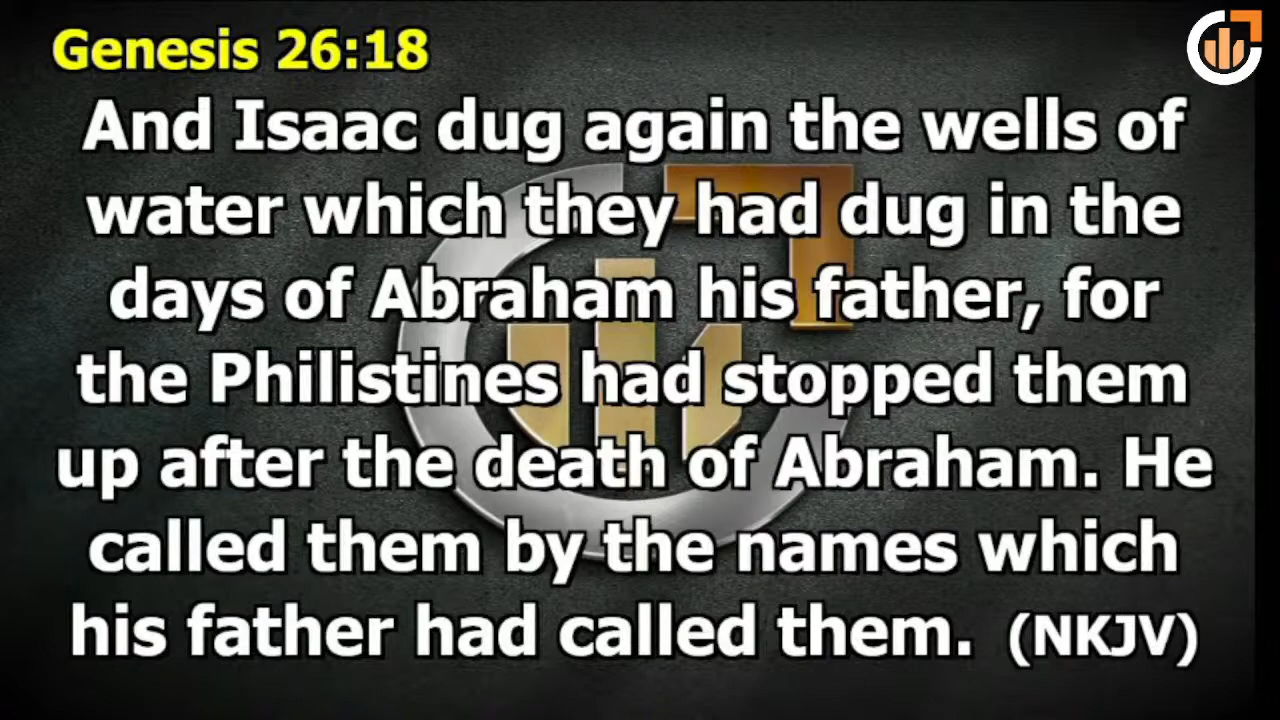 Genesis 26:18
And Isaac dug again the wells of
water which they had dug in the
days of Abraham his father, for
the Philistines had stopped them
up after the death of Abraham. He
called them by the names which
his father had called them. (NKJV)